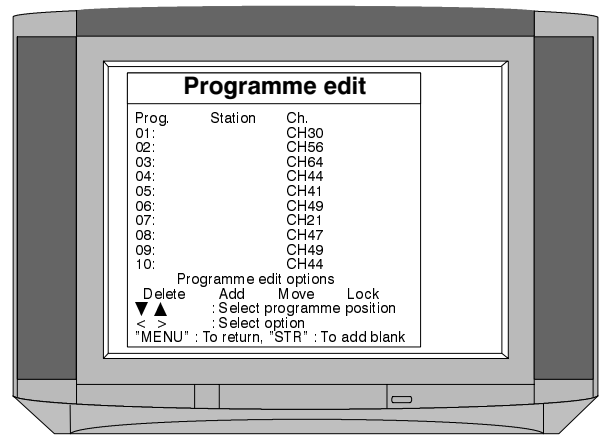 Programme edit
Prog. Station Ch.
01: CH30
02: CH56
03: CH64
04: CH44
05: CH41
06: CH49
07: CH21
08: CH47
09: CH49
10: CH44
Programme edit options
Delete Add Move Lock
▼ ▲ : Select programme position
< > : Select option
"MENU" : To return, "STR" : To add blank